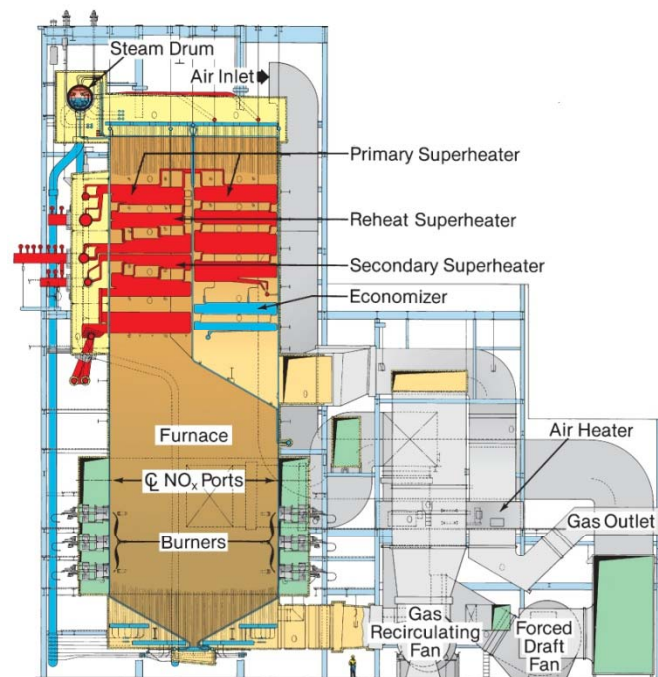 Steam Drum
Air Inlet
Primary Superheater
Reheat Superheater
Secondary Superheater
Economizer
Furnace
Air Heater
℄ NOx Ports
Gas Outlet
Burners
Gas
Recirculating
Fan
Forced
Draft
Fan